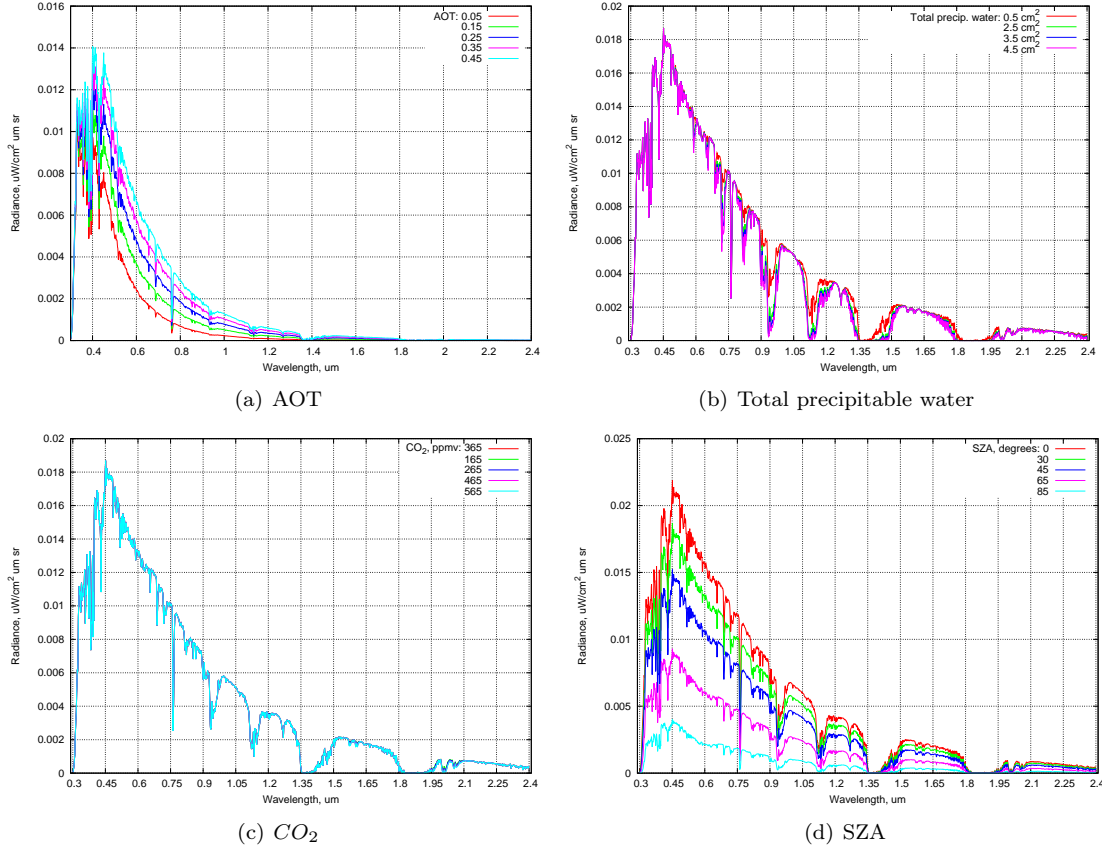 AOT: 0.05
0.15
0.25
0.35
0.45
0.016
0.014
0.012
0.01
0.008
0.006
0.004
0.002
0
Radiance, uW/cm² um sr
0.4 0.6 0.8 1 1.2 1.4 1.6 1.8 2 2.2 2.4
Wavelength, um
(a) AOT
Total precip. water: 0.5 cm²
2.5 cm²
3.5 cm²
4.5 cm²
0.02
0.018
0.016
0.014
0.012
0.01
0.008
0.006
0.004
0.002
0
Radiance, uW/cm² um sr
0.3 0.45 0.6 0.75 0.9 1.05 1.2 1.35 1.5 1.65 1.8 1.95 2.1 2.25 2.4
Wavelength, um
(b) Total precipitable water
CO₂, ppmv: 365
165
265
465
565
0.02
0.018
0.016
0.014
0.012
0.01
0.008
0.006
0.004
0.002
0
Radiance, uW/cm² um sr
0.3 0.45 0.6 0.75 0.9 1.05 1.2 1.35 1.5 1.65 1.8 1.95 2.1 2.25 2.4
Wavelength, um
(c) CO₂
SZA, degrees: 0
30
45
65
85
0.025
0.02
0.015
0.01
0.005
0
Radiance, uW/cm² um sr
0.3 0.45 0.6 0.75 0.9 1.05 1.2 1.35 1.5 1.65 1.8 1.95 2.1 2.25 2.4
Wavelength, um
(d) SZA